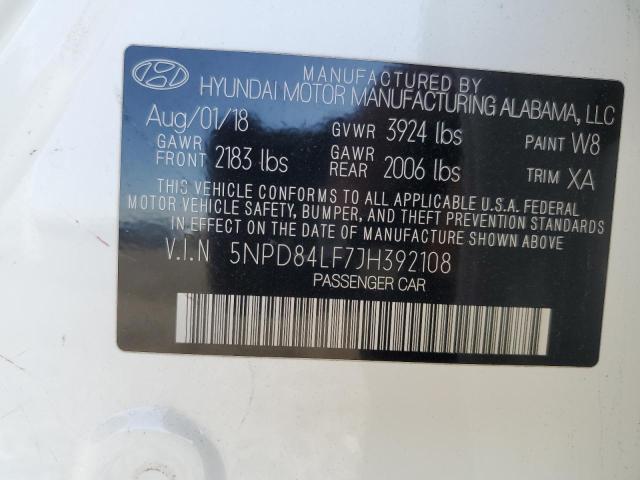 MANUFACTURED BY
HYUNDAI MOTOR MANUFACTURING ALABAMA, LLC
Aug/01/18 GVWR 3924 lbs PAINT W8
GAWR FRONT 2183 lbs GAWR REAR 2006 lbs TRIM XA
THIS VEHICLE CONFORMS TO ALL APPLICABLE U.S.A. FEDERAL
MOTOR VEHICLE SAFETY, BUMPER, AND THEFT PREVENTION STANDARDS
IN EFFECT ON THE DATE OF MANUFACTURE SHOWN ABOVE.
V.I.N 5NPD84LF7JH392108
PASSENGER CAR